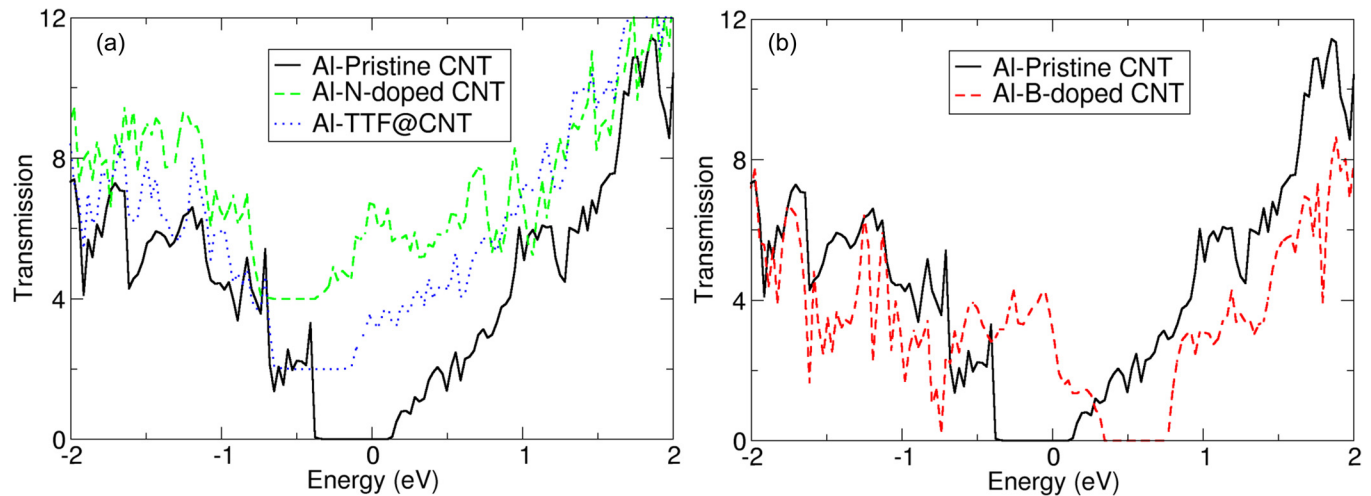 (a)
Al-Pristine CNT
Al-N-doped CNT
Al-TTF@CNT
Transmission
12
8
4
0
-2
-1
0
1
2
Energy (eV)
(b)
Al-Pristine CNT
Al-B-doped CNT
Transmission
12
8
4
0
-2
-1
0
1
2
Energy (eV)